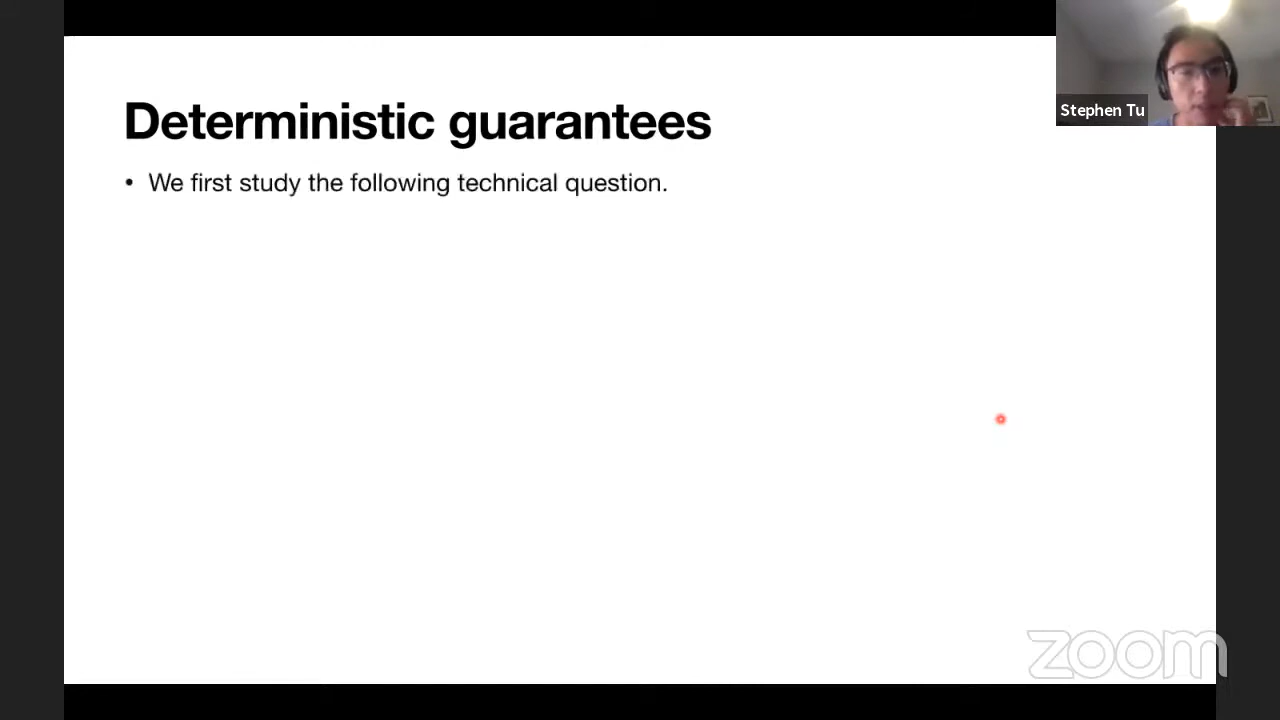 Stephen Tu
Deterministic guarantees
• We first study the following technical question.
zoom